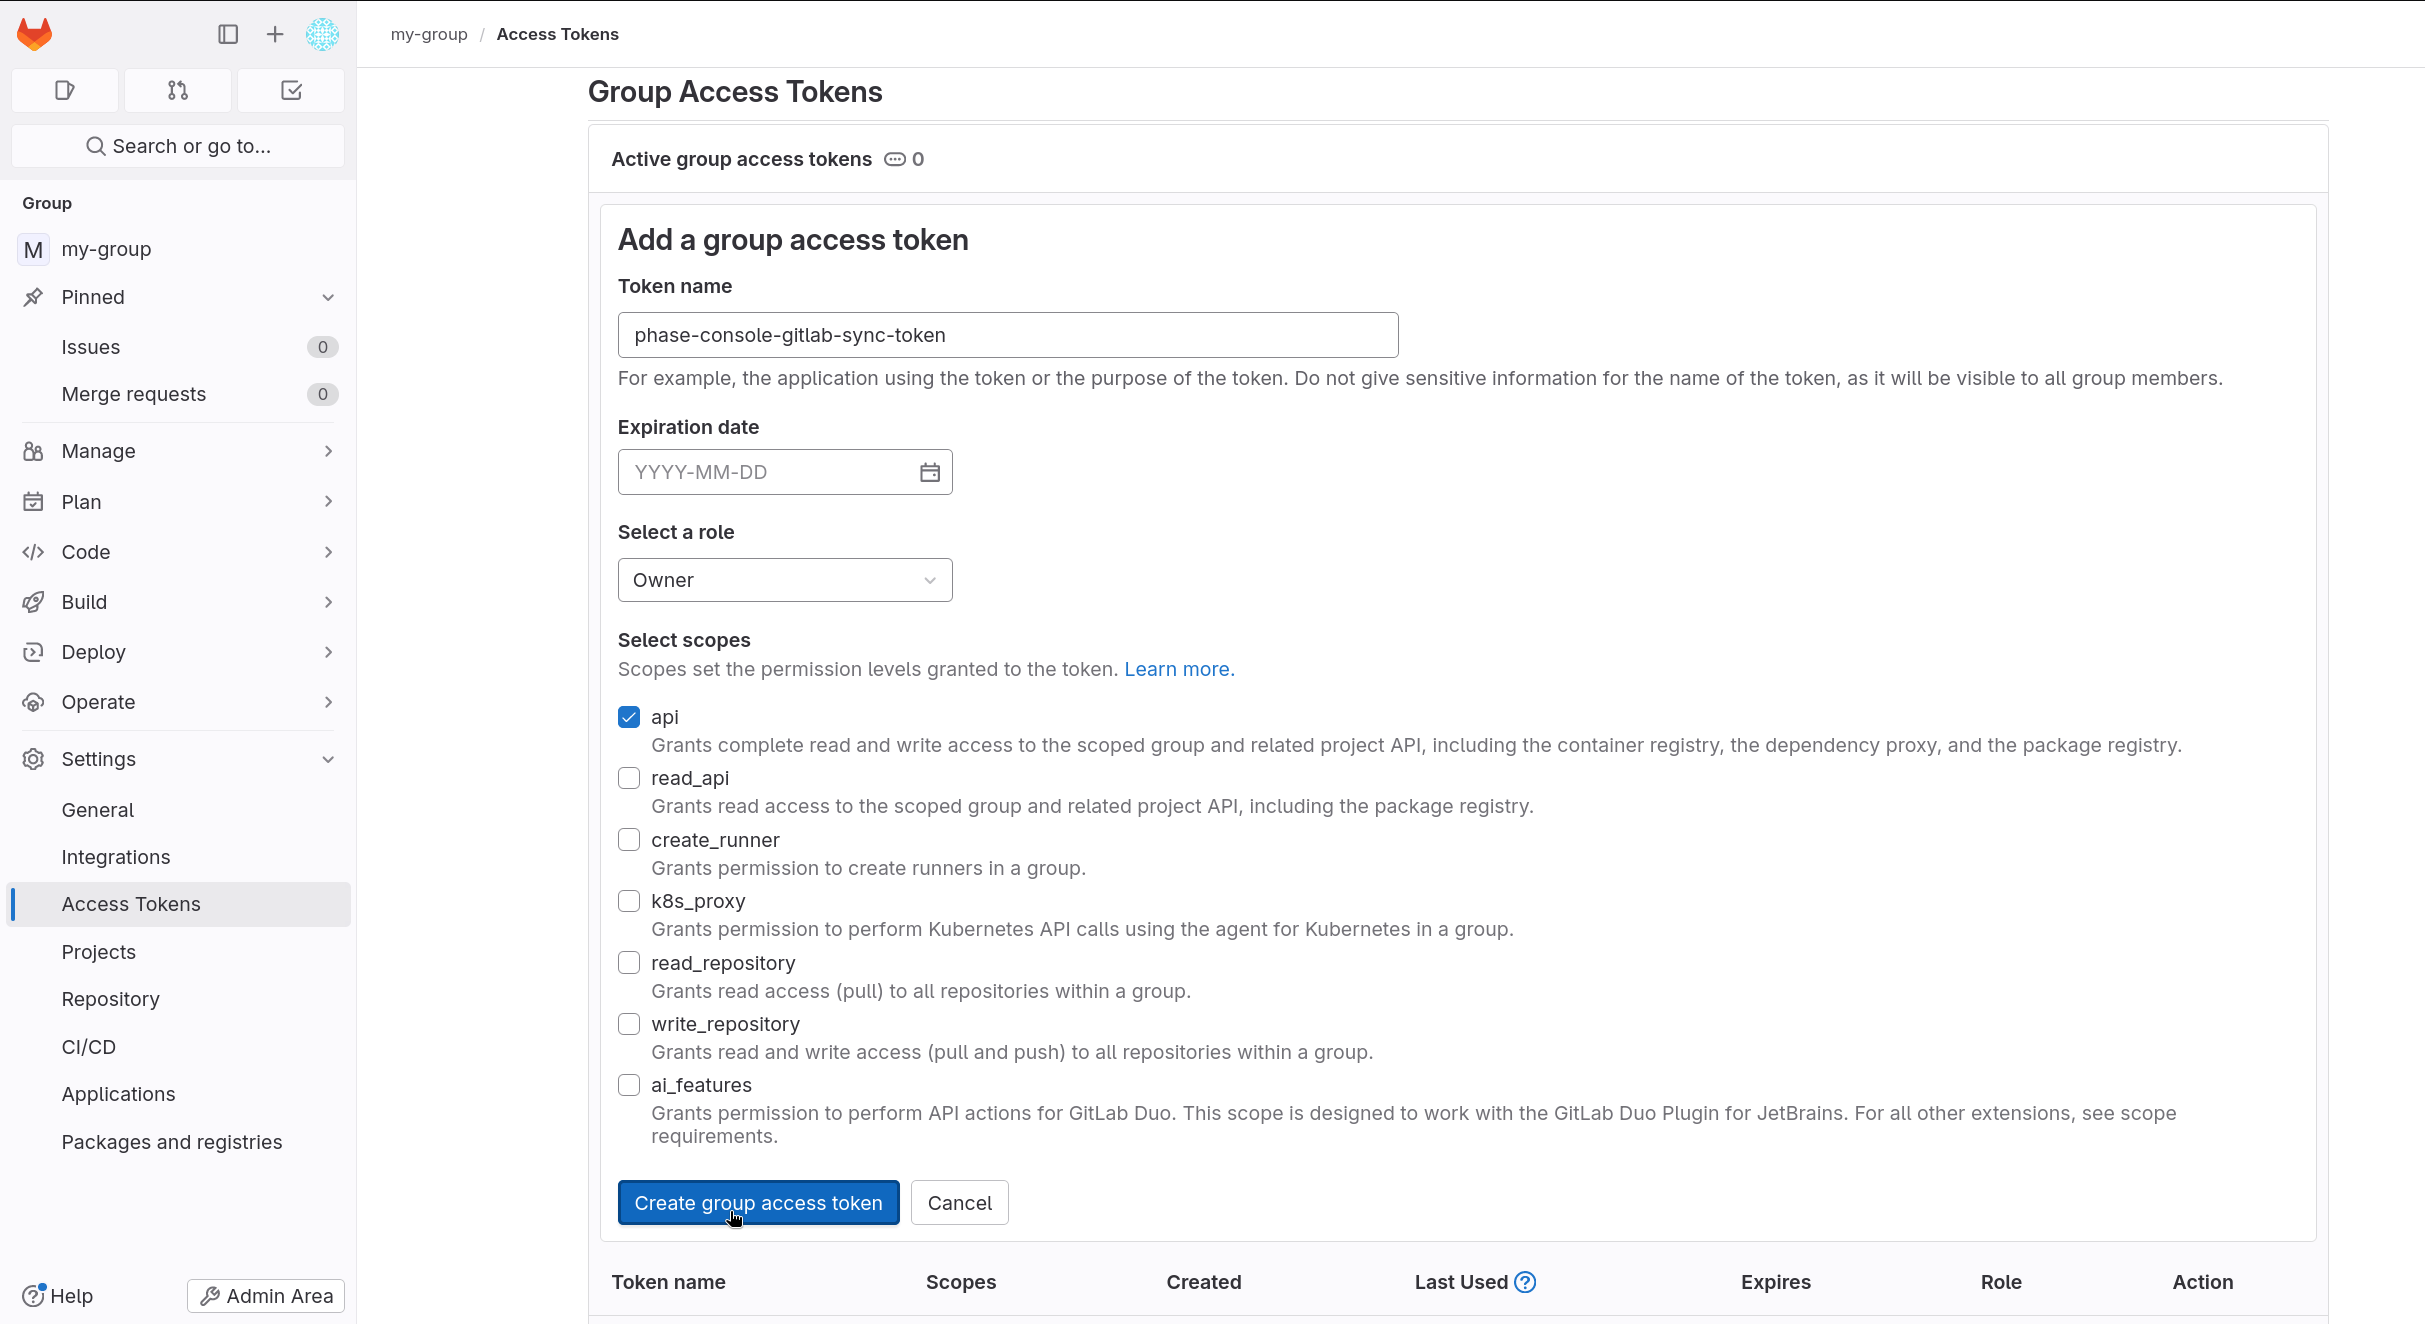 my-group / Access Tokens
Search or go to...
Group
M my-group
Pinned
Issues 0
Merge requests 0
Manage
Plan
Code
Build
Deploy
Operate
Settings
General
Integrations
Access Tokens
Projects
Repository
CI/CD
Applications
Packages and registries
Help
Admin Area
Group Access Tokens
Active group access tokens 0
Add a group access token
Token name
phase-console-gitlab-sync-token
For example, the application using the token or the purpose of the token. Do not give sensitive information for the name of the token, as it will be visible to all group members.
Expiration date
YYYY-MM-DD
Select a role
Owner
Select scopes
Scopes set the permission levels granted to the token. Learn more.
api
Grants complete read and write access to the scoped group and related project API, including the container registry, the dependency proxy, and the package registry.
read_api
Grants read access to the scoped group and related project API, including the package registry.
create_runner
Grants permission to create runners in a group.
k8s_proxy
Grants permission to perform Kubernetes API calls using the agent for Kubernetes in a group.
read_repository
Grants read access (pull) to all repositories within a group.
write_repository
Grants read and write access (pull and push) to all repositories within a group.
ai_features
Grants permission to perform API actions for GitLab Duo. This scope is designed to work with the GitLab Duo Plugin for JetBrains. For all other extensions, see scope
requirements.
Create group access token
Cancel
Token name Scopes Created Last Used ? Expires Role Action